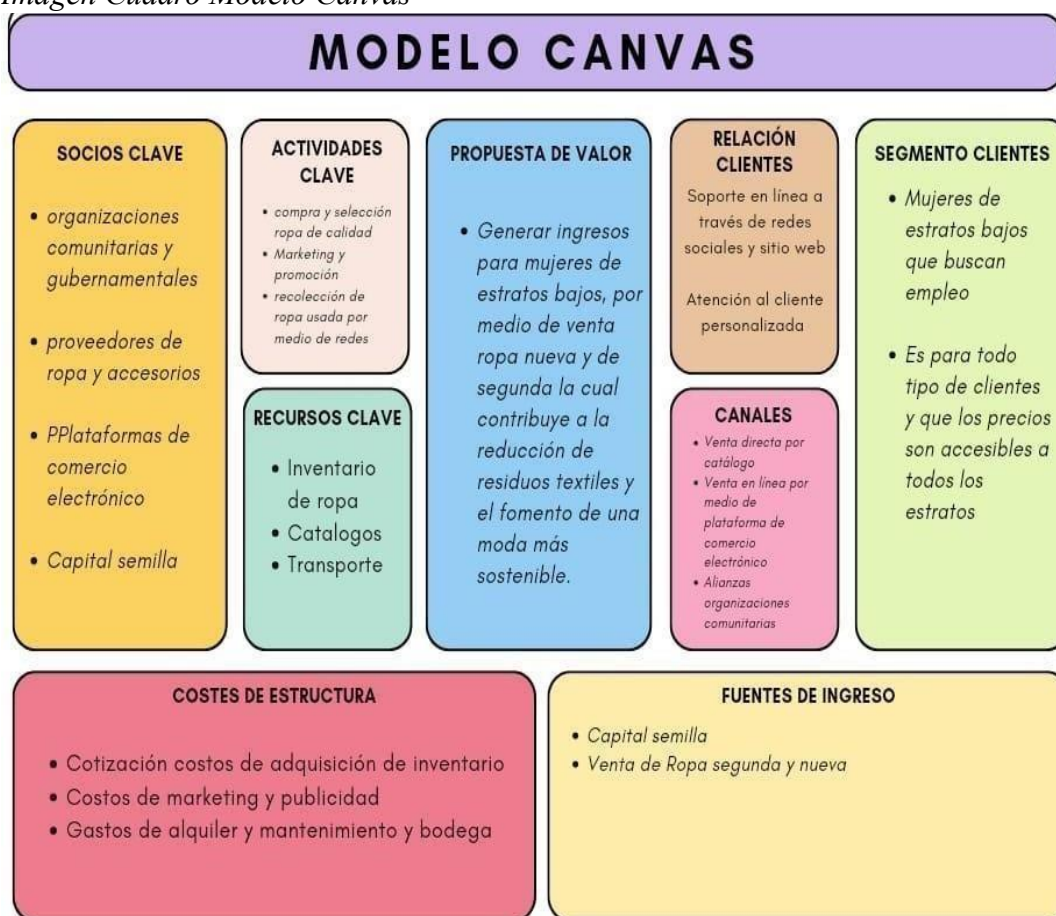 Imagen Cuadro Modelo Canvas
MODELO CANVAS
SOCIOS CLAVE
• organizaciones
comunitarias y
gubernamentales
• proveedores de
ropa y accesorios
• PPlataformas de
comercio
electrónico
• Capital semilla
ACTIVIDADES
CLAVE
• compra y selección
ropa de calidad
• Marketing y
promoción
• recolección de
ropa usada por
medio de redes
RECURSOS CLAVE
• Inventario
de ropa
• Catalogos
• Transporte
PROPUESTA DE VALOR
• Generar ingresos
para mujeres de
estratos bajos, por
medio de venta
ropa nueva y de
segunda la cual
contribuye a la
reducción de
residuos textiles y
el fomento de una
moda más
sostenible.
RELACIÓN
CLIENTES
Soporte en línea a
través de redes
sociales y sitio web
Atención al cliente
personalizada
CANALES
• Venta directa por
catálogo
• Venta en línea por
medio de
plataforma de
comercio
electrónico
• Alianzas
organizaciones
comunitarias
SEGMENTO CLIENTES
• Mujeres de
estratos bajos
que buscan
empleo
• Es para todo
tipo de clientes
y que los precios
son accesibles a
todos los
estratos
COSTES DE ESTRUCTURA
• Cotización costos de adquisición de inventario
• Costos de marketing y publicidad
• Gastos de alquiler y mantenimiento y bodega
FUENTES DE INGRESO
• Capital semilla
• Venta de Ropa segunda y nueva